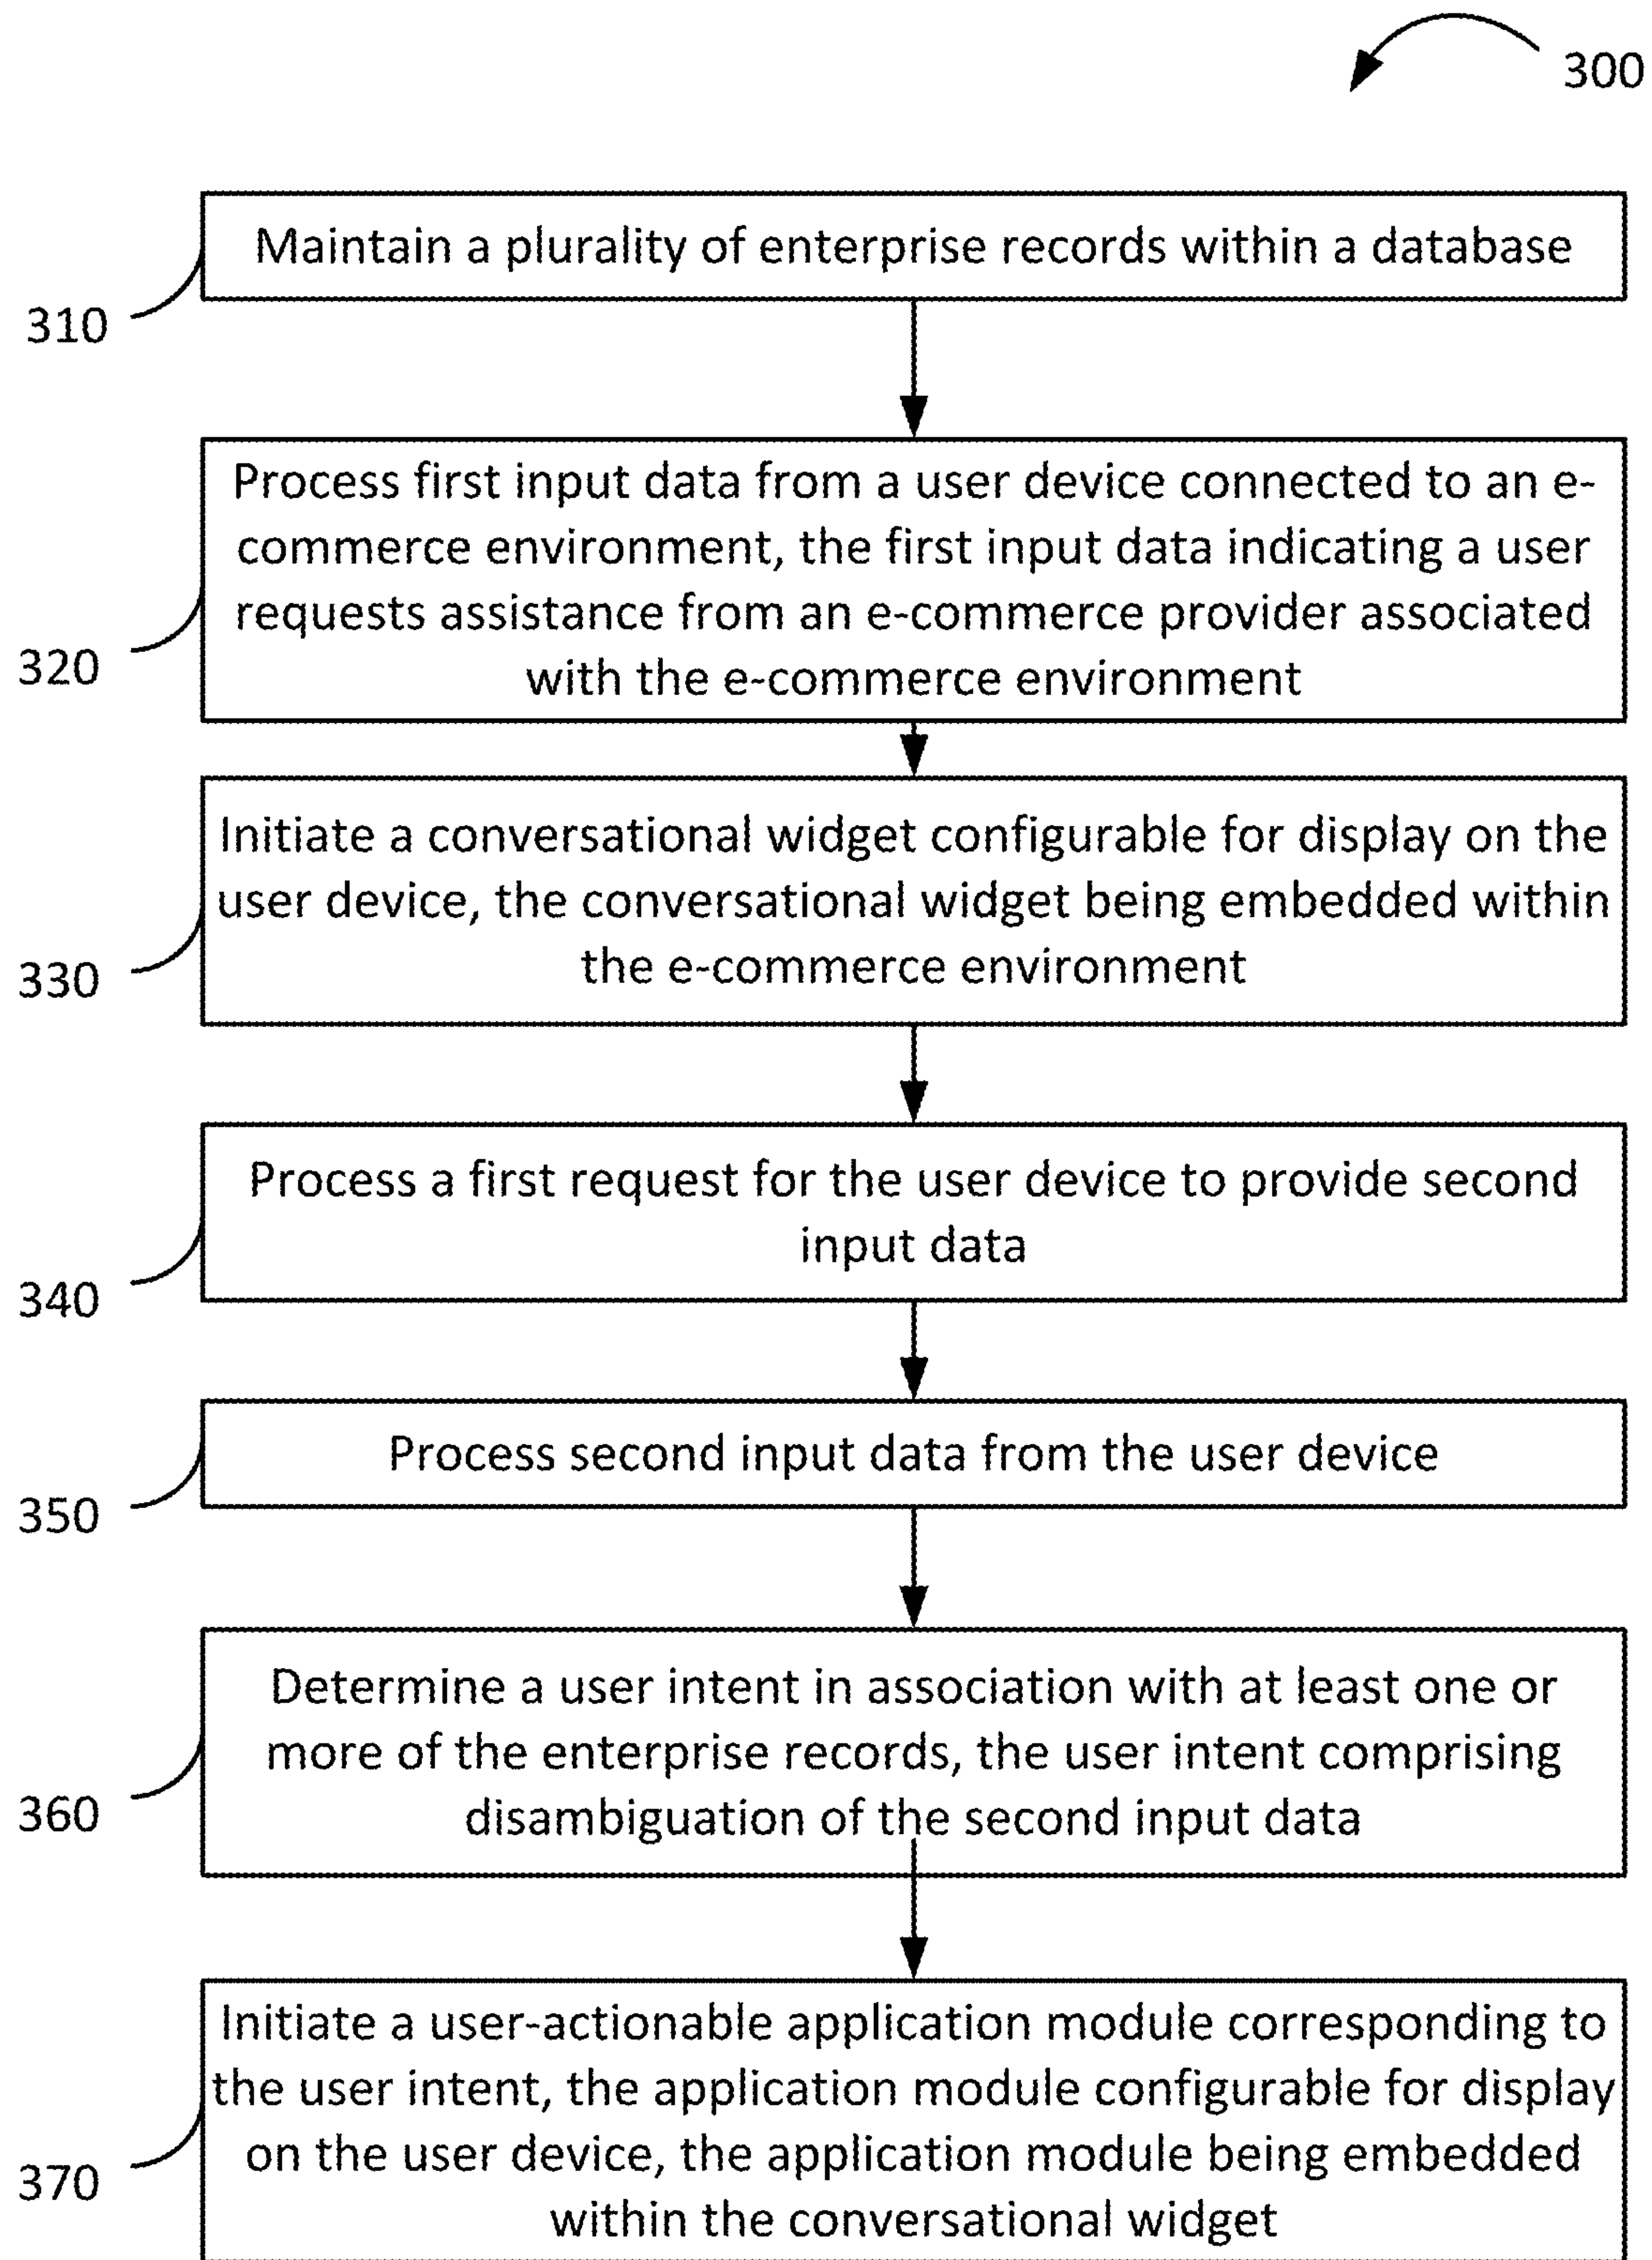 300
Maintain a plurality of enterprise records within a database
310
Process first input data from a user device connected to an e-
commerce environment, the first input data indicating a user
requests assistance from an e-commerce provider associated
with the e-commerce environment
320
Initiate a conversational widget configurable for display on the
user device, the conversational widget being embedded within
the e-commerce environment
330
Process a first request for the user device to provide second
input data
340
Process second input data from the user device
350
Determine a user intent in association with at least one or
more of the enterprise records, the user intent comprising
disambiguation of the second input data
360
Initiate a user-actionable application module corresponding to
the user intent, the application module configurable for display
on the user device, the application module being embedded
within the conversational widget
370